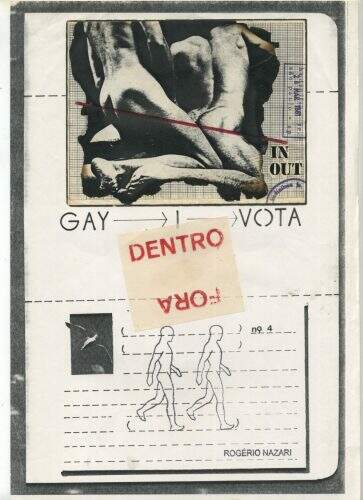 IN
OUT
GAY I VOTA
DENTRO
FORA
nº 4
ROGÉRIO NAZARI